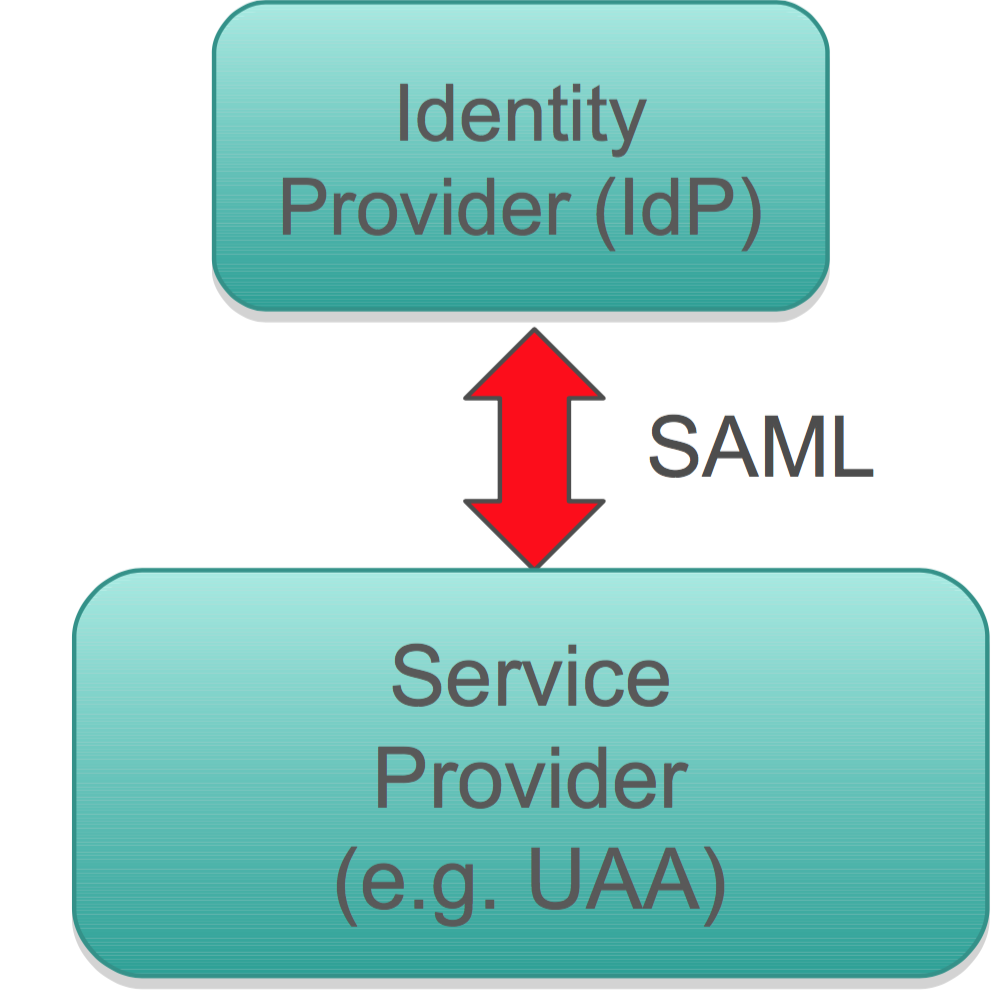 Identity
Provider (IdP)
SAML
Service
Provider
(e.g. UAA)